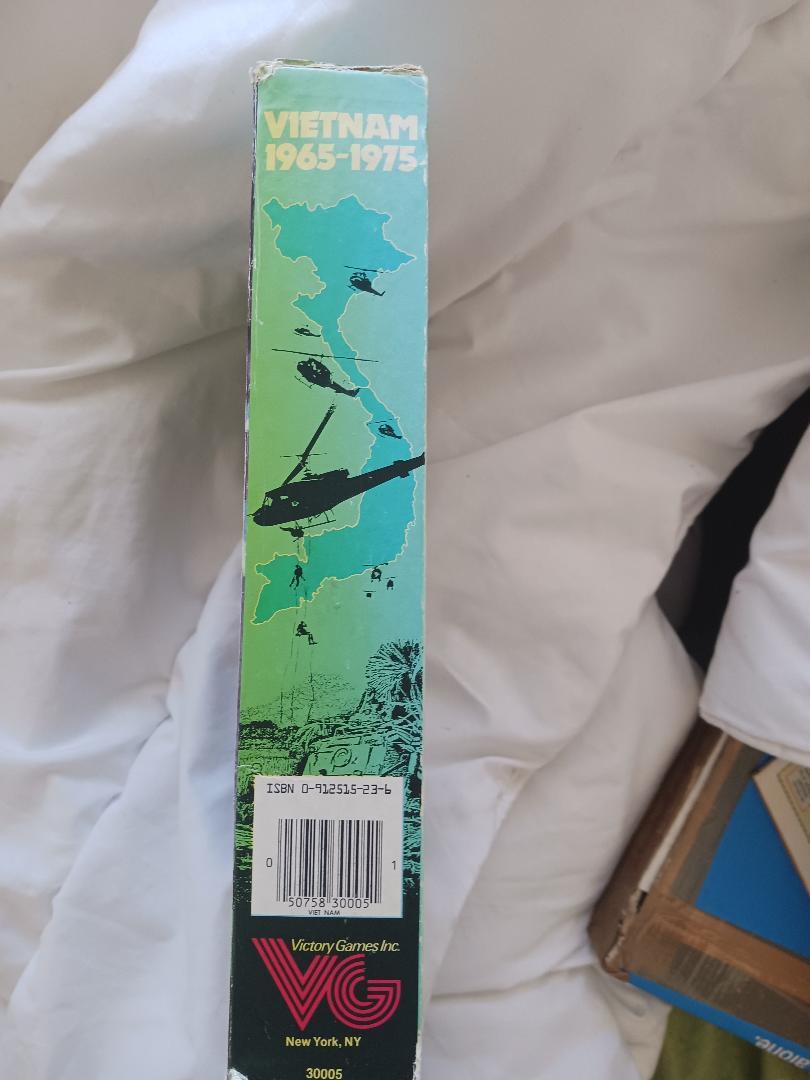 VIETNAM
1965-1975
ISBN 0-912515-23-6
0 1
50758 30005
VIET NAM
Victory Games Inc.
VG
New York, NY
30005